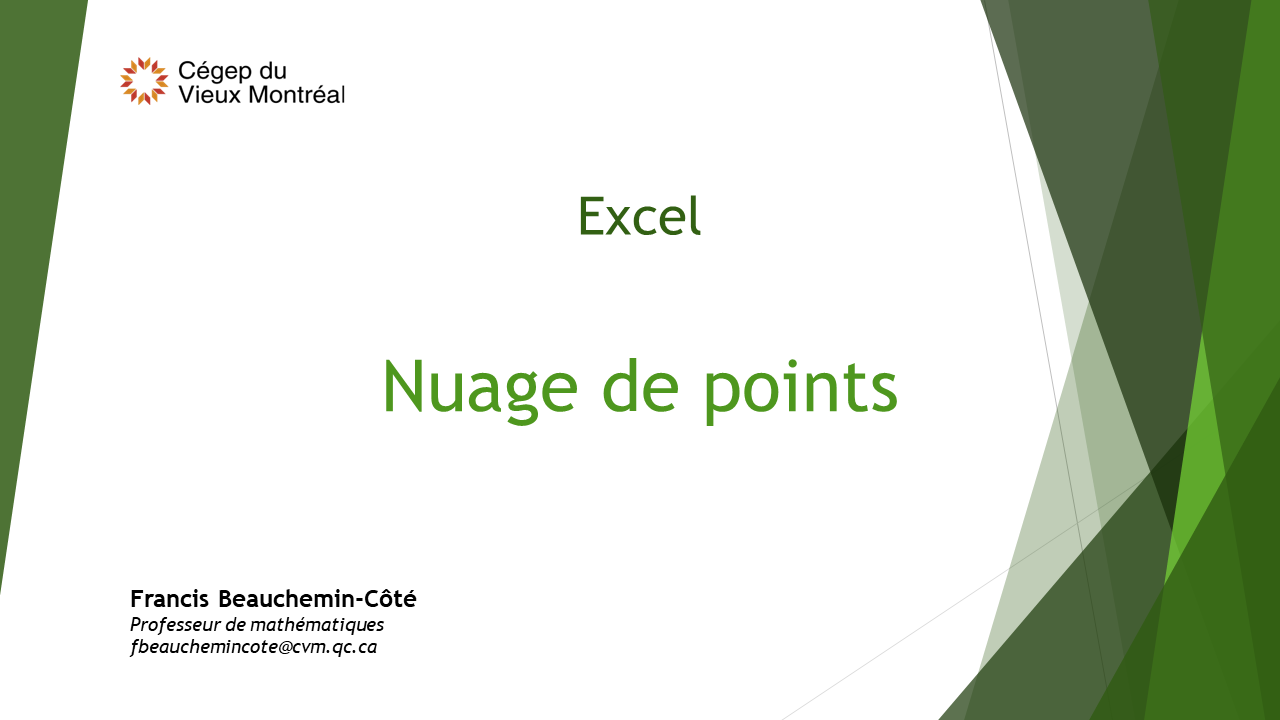 Cégep du
Vieux Montréal
Excel
Nuage de points
Francis Beauchemin-Côté
Professeur de mathématiques
fbeauchemincote@cvm.qc.ca